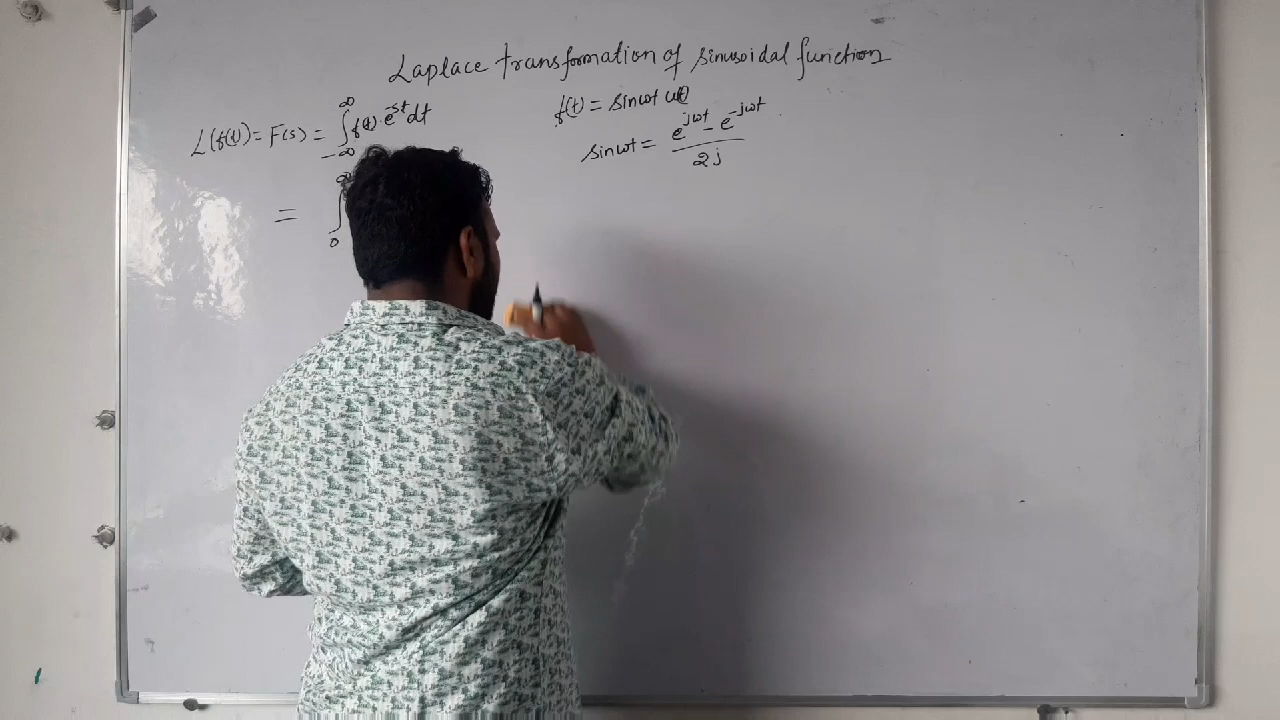 Laplace transformation of sinusoidal function
L(f(t)) = F(s) = ∫_{-∞}^{∞} f(t) · e^{-st} dt
= ∫_{0}^{∞}
f(t) = sinωt u(t)
sinωt = (e^{jωt} - e^{-jωt}) / 2j